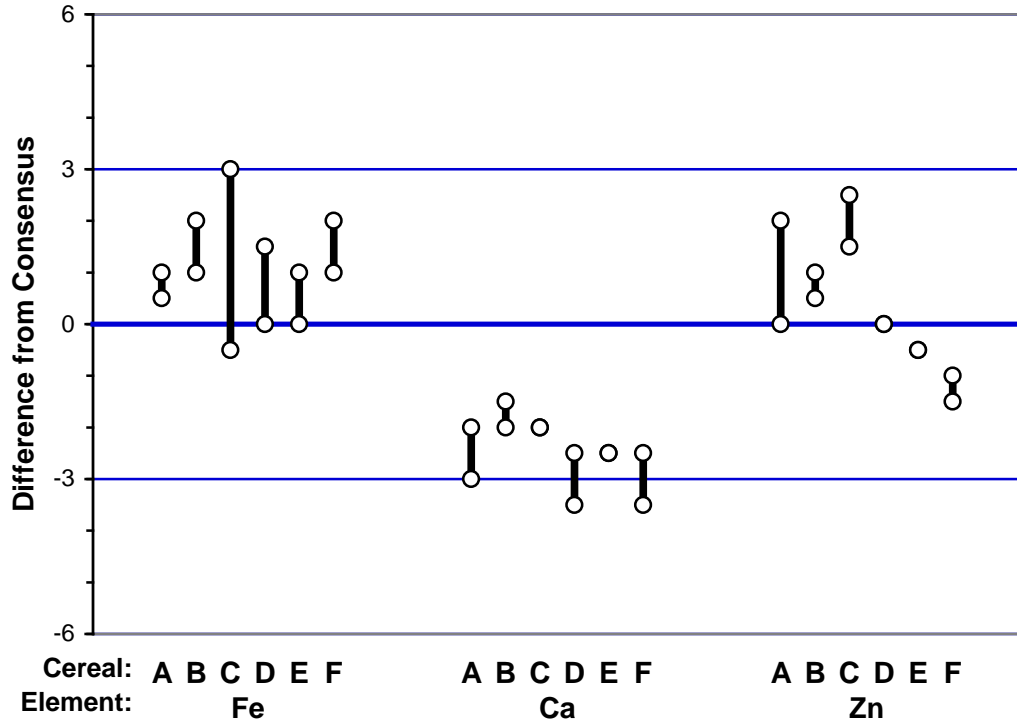 6
3
0
-3
-6
Difference from Consensus
Cereal: A B C D E F A B C D E F A B C D E F
Element: Fe Ca Zn